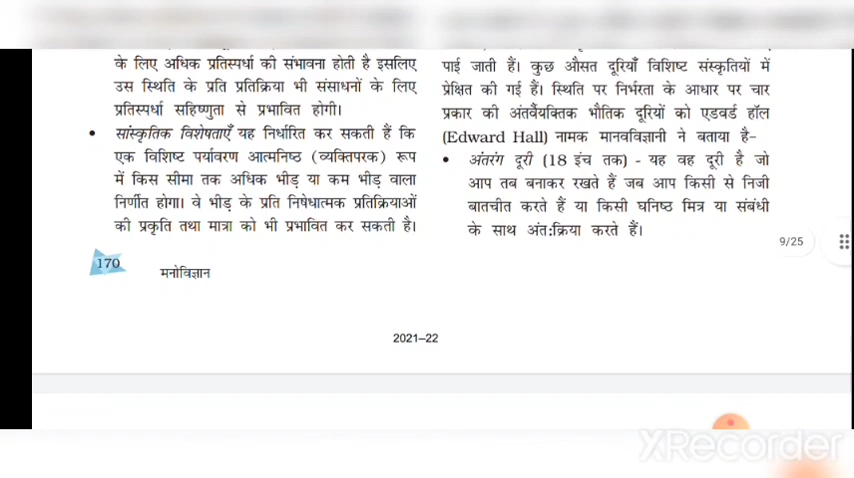 के लिए अधिक प्रतिस्पर्धा की संभावना होती है इसलिए
उस स्थिति के प्रति प्रतिक्रिया भी संसाधनों के लिए
प्रतिस्पर्धा सहिष्णुता से प्रभावित होगी।
• सांस्कृतिक विशेषताएँ यह निर्धारित कर सकती हैं कि
एक विशिष्ट पर्यावरण आत्मनिष्ठ (व्यक्तिपरक) रूप
में किस सीमा तक अधिक भीड़ या कम भीड़ वाला
निर्णीत होगा। वे भीड़ के प्रति निषेधात्मक प्रतिक्रियाओं
की प्रकृति तथा मात्रा को भी प्रभावित कर सकती है।
170
मनोविज्ञान
पाई जाती हैं। कुछ औसत दूरियाँ विशिष्ट संस्कृतियों में
प्रेक्षित की गई हैं। स्थिति पर निर्भरता के आधार पर चार
प्रकार की अंतर्वैयक्तिक भौतिक दूरियों को एडवर्ड हॉल
(Edward Hall) नामक मानवविज्ञानी ने बताया है–
• अंतरंग दूरी (18 इंच तक) - यह वह दूरी है जो
आप तब बनाकर रखते हैं जब आप किसी से निजी
बातचीत करते हैं या किसी घनिष्ठ मित्र या संबंधी
के साथ अंत:क्रिया करते हैं।
9/25
2021–22
XRecorder